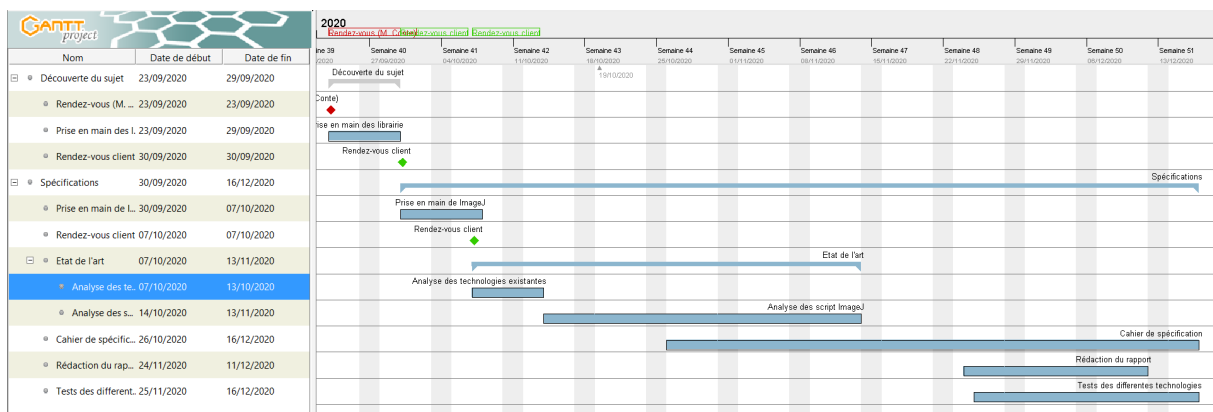 GANTT
project
2020
Rendez-vous (M. Conte)
Rendez-vous client
Rendez-vous client
Nom Date de début Date de fin
ine 39 Semaine 40 Semaine 41 Semaine 42 Semaine 43 Semaine 44 Semaine 45 Semaine 46 Semaine 47 Semaine 48 Semaine 49 Semaine 50 Semaine 51
/2020 27/09/2020 04/10/2020 11/10/2020 18/10/2020 25/10/2020 01/11/2020 08/11/2020 15/11/2020 22/11/2020 29/11/2020 06/12/2020 13/12/2020
19/10/2020
Découverte du sujet 23/09/2020 29/09/2020 Découverte du sujet
Rendez-vous (M. ... 23/09/2020 23/09/2020 Conte)
Prise en main des l. 23/09/2020 29/09/2020 rise en main des librairie
Rendez-vous client 30/09/2020 30/09/2020 Rendez-vous client
Spécifications 30/09/2020 16/12/2020 Spécifications
Prise en main de I... 30/09/2020 07/10/2020 Prise en main de ImageJ
Rendez-vous client 07/10/2020 07/10/2020 Rendez-vous client
Etat de l'art 07/10/2020 13/11/2020 Etat de l'art
Analyse des te.. 07/10/2020 13/10/2020 Analyse des technologies existantes
Analyse des s... 14/10/2020 13/11/2020 Analyse des script ImageJ
Cahier de spécific... 26/10/2020 16/12/2020 Cahier de spécification
Rédaction du rap... 24/11/2020 11/12/2020 Rédaction du rapport
Tests des different.. 25/11/2020 16/12/2020 Tests des differentes technologies